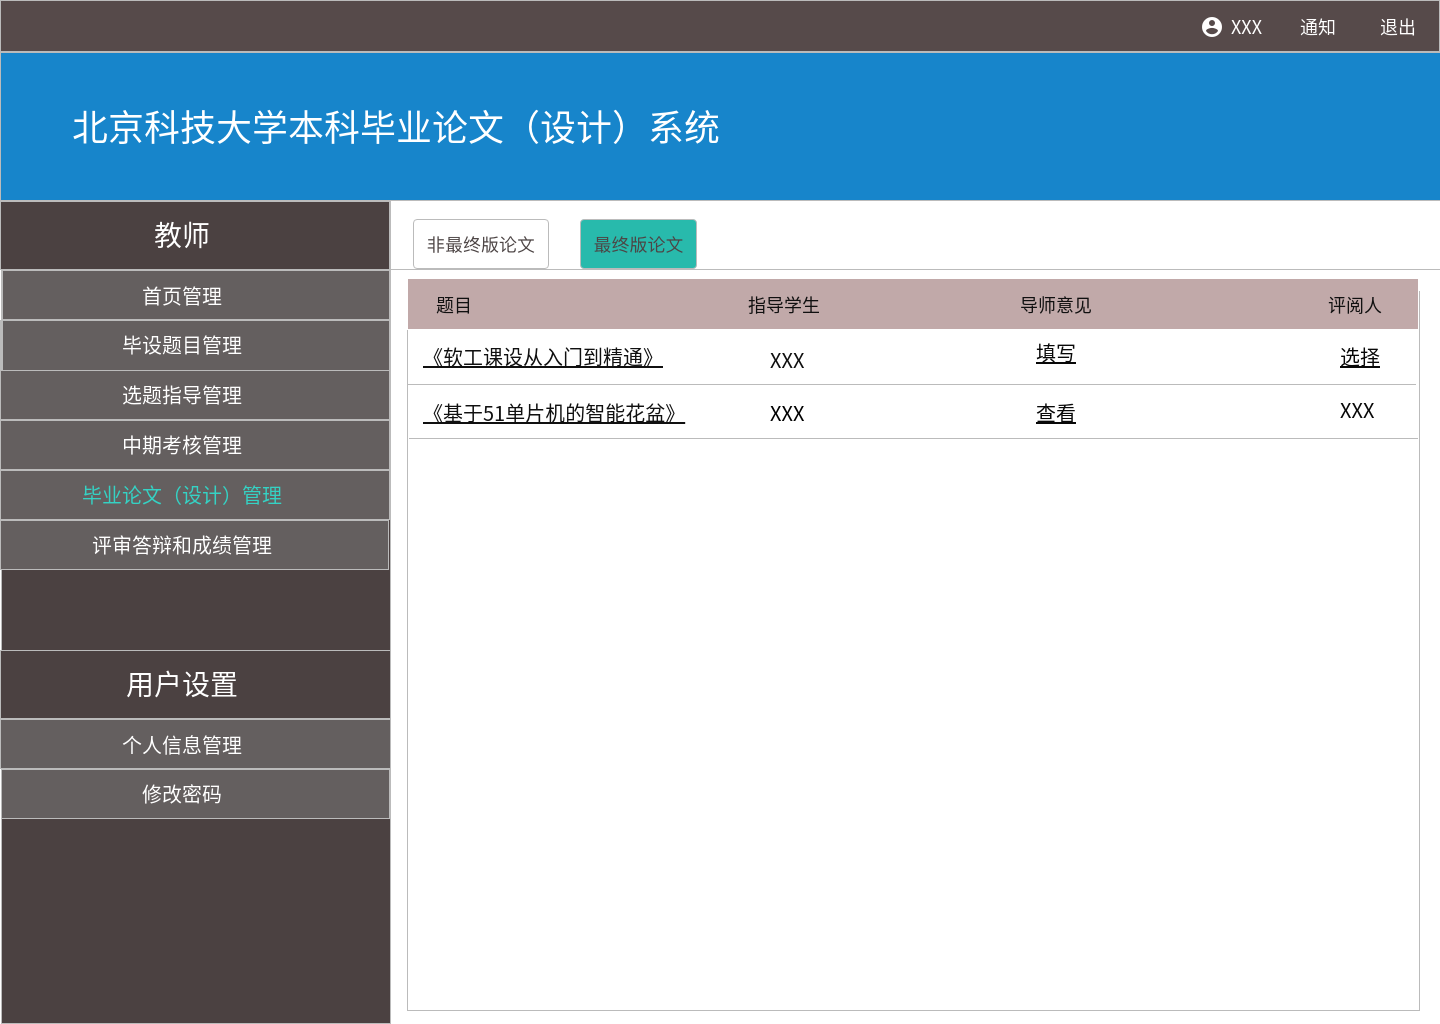 XXX 通知 退出
北京科技大学本科毕业论文（设计）系统
教师
首页管理
毕设题目管理
选题指导管理
中期考核管理
毕业论文（设计）管理
评审答辩和成绩管理
用户设置
个人信息管理
修改密码
非最终版论文 最终版论文
题目 指导学生 导师意见 评阅人
《软工课设从入门到精通》 XXX 填写 选择
《基于51单片机的智能花盆》 XXX 查看 XXX